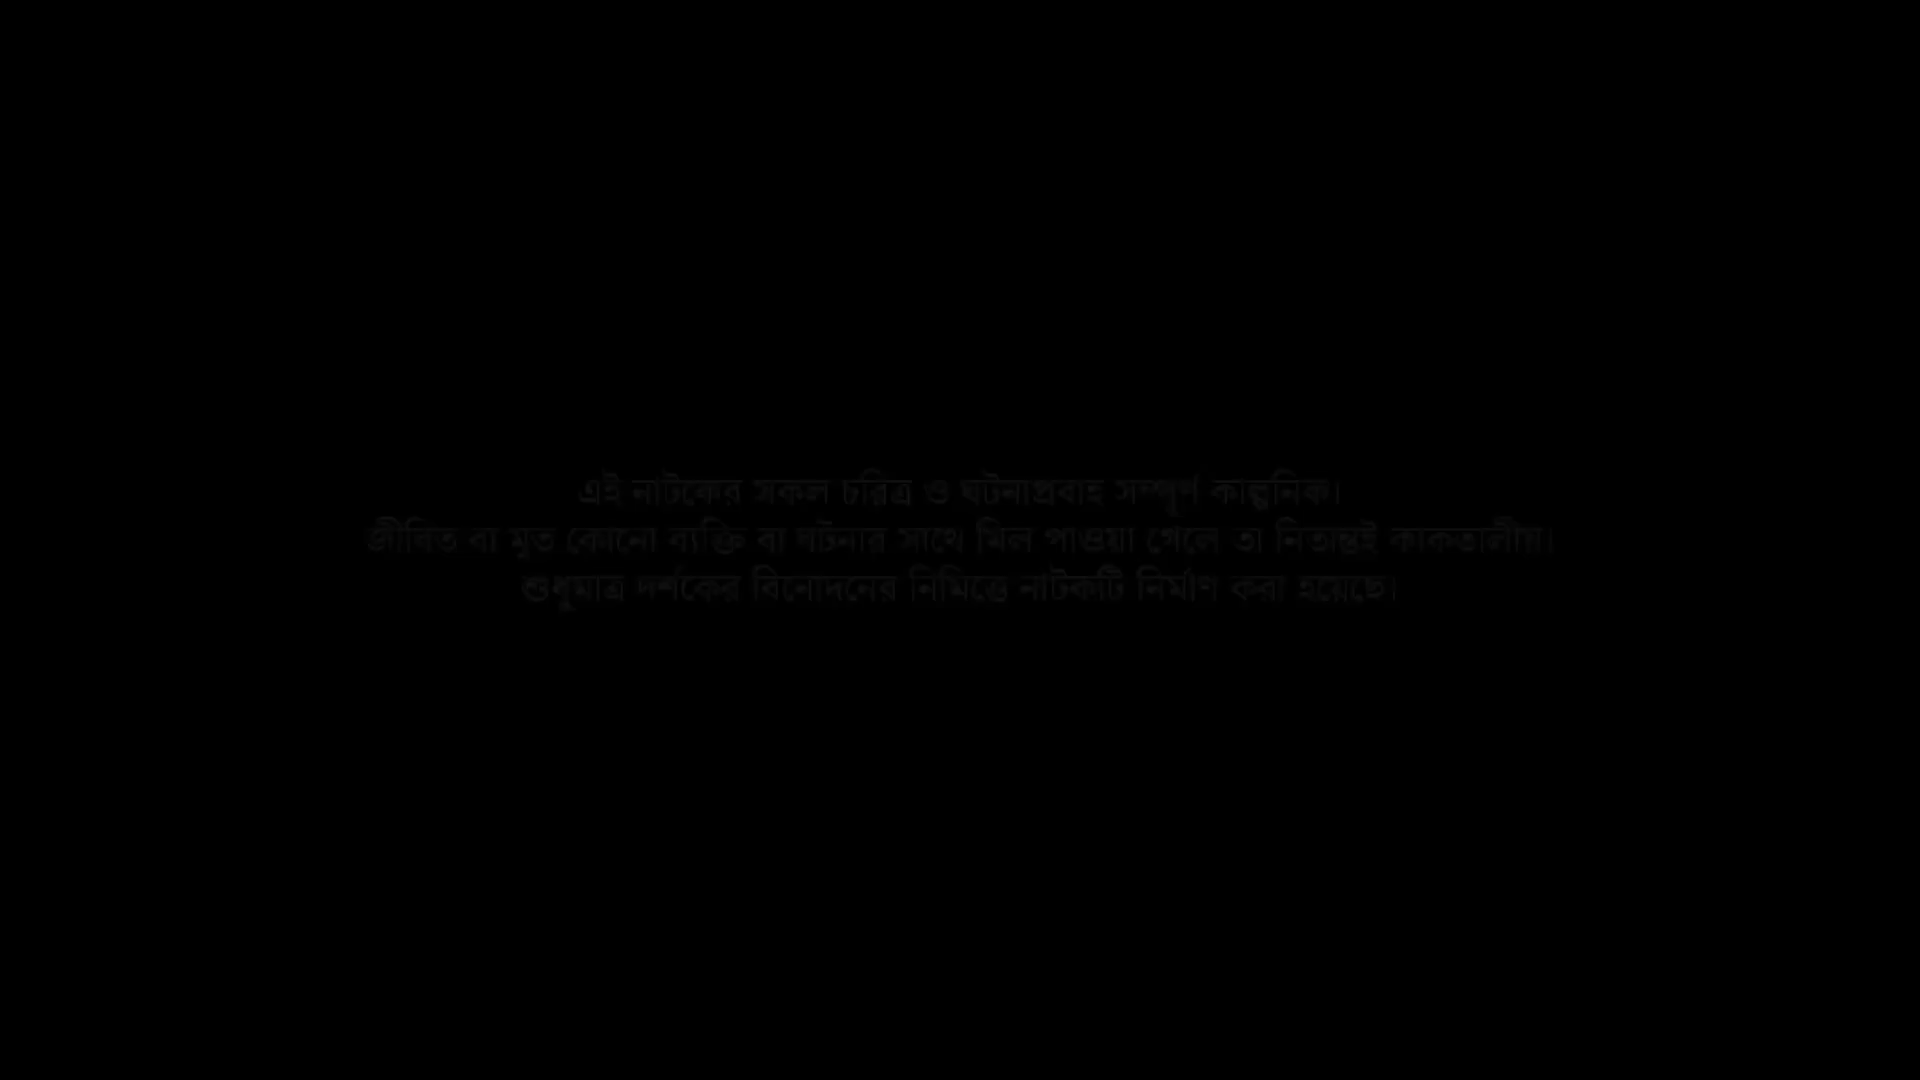 এই নাটকের সকল চরিত্র ও ঘটনাপ্রবাহ সম্পূর্ণ কাল্পনিক।
জীবিত বা মৃত কোনো ব্যক্তি বা ঘটনার সাথে মিল পাওয়া গেলে তা নিতান্তই কাকতালীয়।
শুধুমাত্র দর্শকের বিনোদনের নিমিত্তে নাটকটি নির্মাণ করা হয়েছে।